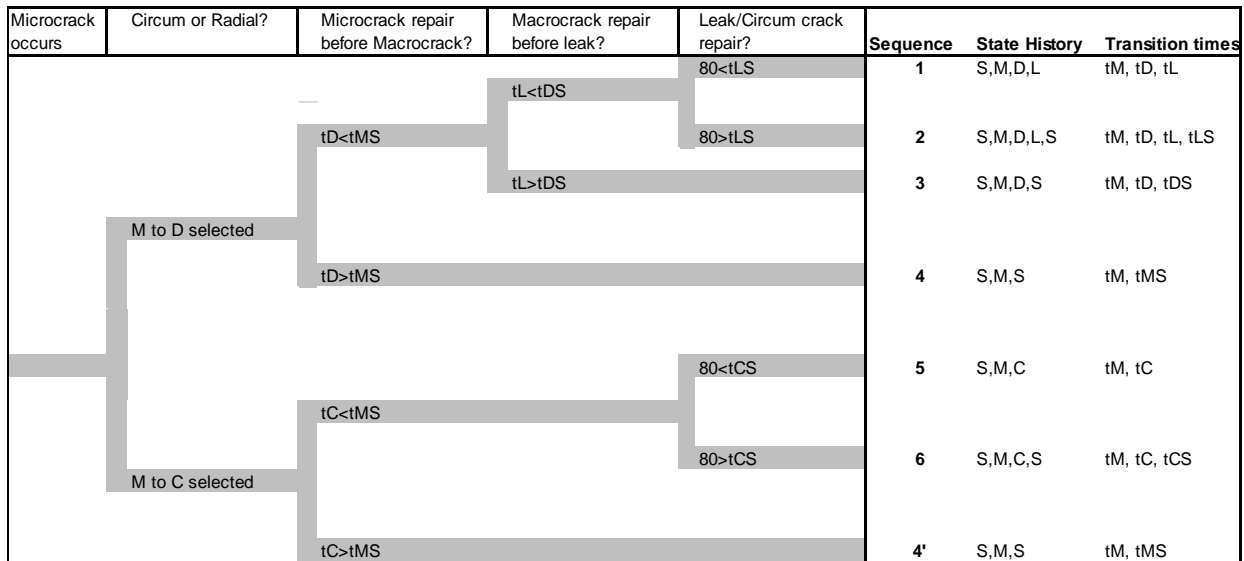 Microcrack occurs
Circum or Radial?
Microcrack repair before Macrocrack?
Macrocrack repair before leak?
Leak/Circum crack repair?
Sequence State History Transition times
80<tLS 1 S,M,D,L tM, tD, tL
tL<tDS
tD<tMS 80>tLS 2 S,M,D,L,S tM, tD, tL, tLS
tL>tDS 3 S,M,D,S tM, tD, tDS
M to D selected
tD>tMS 4 S,M,S tM, tMS
80<tCS 5 S,M,C tM, tC
tC<tMS
80>tCS 6 S,M,C,S tM, tC, tCS
M to C selected
tC>tMS 4' S,M,S tM, tMS